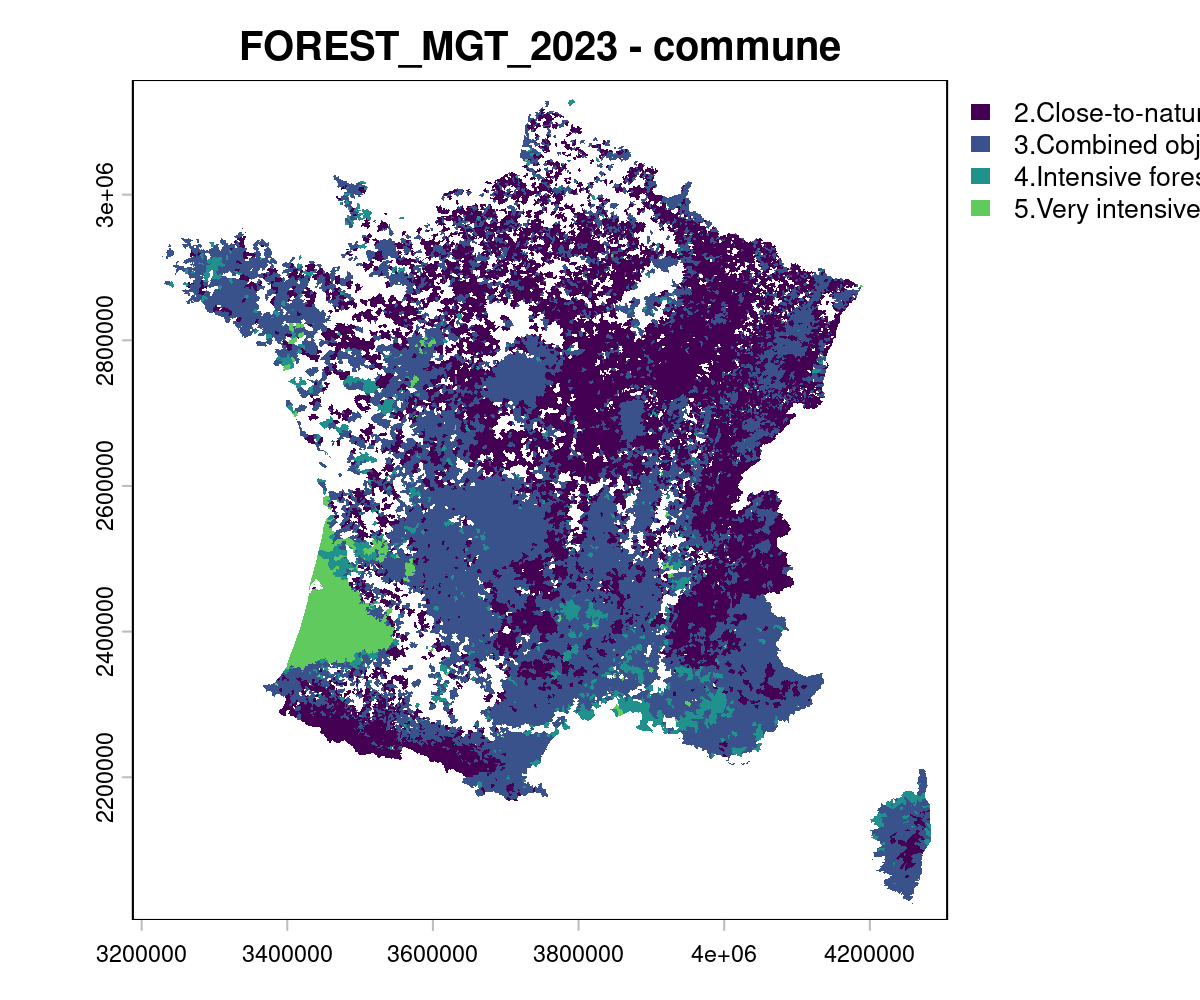 FOREST_MGT_2023 - commune
2.Close-to-natur
3.Combined obj
4.Intensive fores
5.Very intensive
3e+06
2800000
2600000
2400000
2200000
3200000 3400000 3600000 3800000 4e+06 4200000